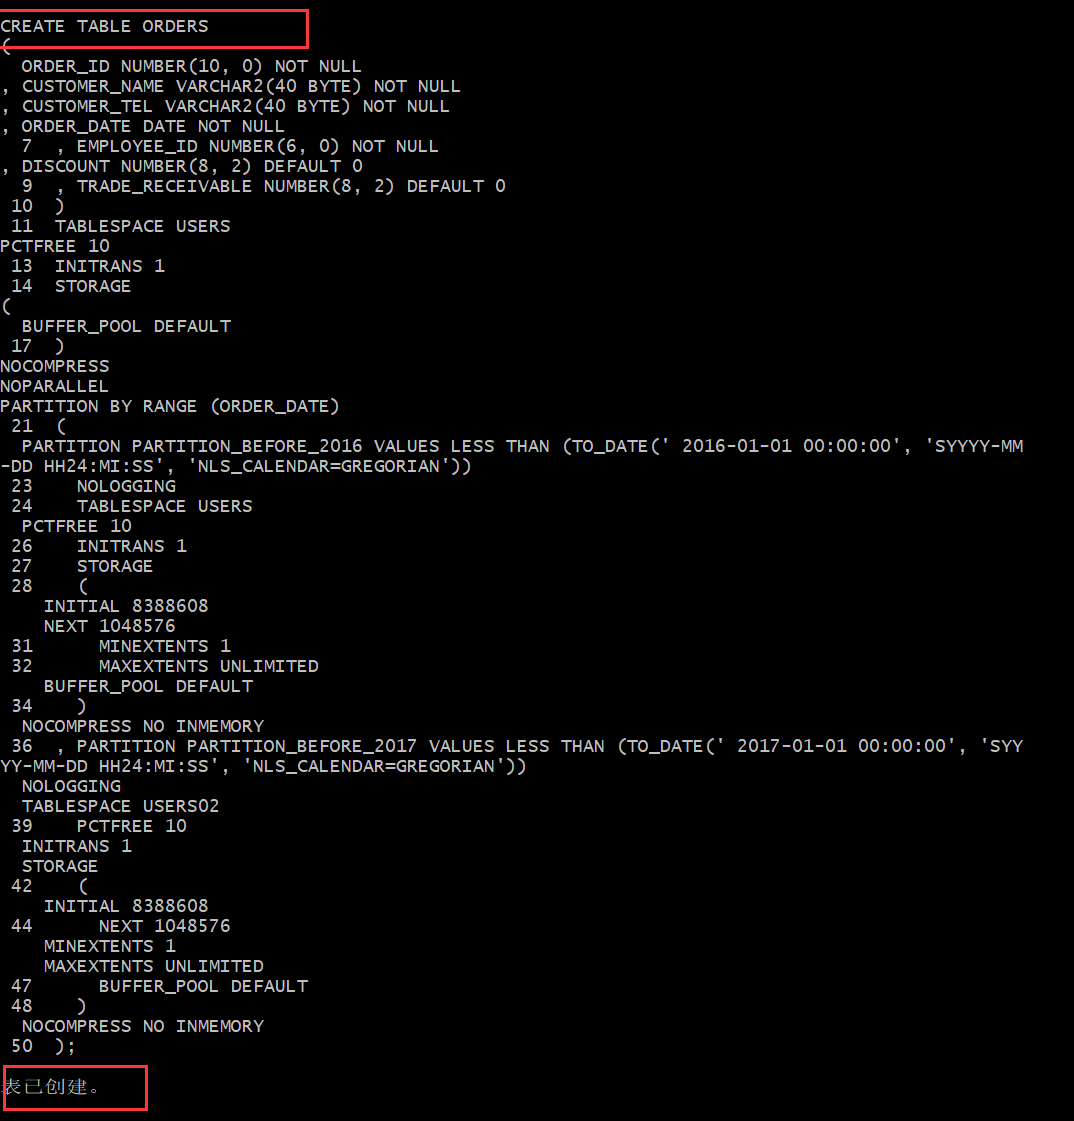 CREATE TABLE ORDERS
(
  ORDER_ID NUMBER(10, 0) NOT NULL
, CUSTOMER_NAME VARCHAR2(40 BYTE) NOT NULL
, CUSTOMER_TEL VARCHAR2(40 BYTE) NOT NULL
, ORDER_DATE DATE NOT NULL
  7  , EMPLOYEE_ID NUMBER(6, 0) NOT NULL
, DISCOUNT NUMBER(8, 2) DEFAULT 0
  9  , TRADE_RECEIVABLE NUMBER(8, 2) DEFAULT 0
 10  )
 11  TABLESPACE USERS
PCTFREE 10
 13  INITRANS 1
 14  STORAGE
(
  BUFFER_POOL DEFAULT
 17  )
NOCOMPRESS
NOPARALLEL
PARTITION BY RANGE (ORDER_DATE)
 21  (
  PARTITION PARTITION_BEFORE_2016 VALUES LESS THAN (TO_DATE(' 2016-01-01 00:00:00', 'SYYYY-MM
-DD HH24:MI:SS', 'NLS_CALENDAR=GREGORIAN'))
 23    NOLOGGING
 24    TABLESPACE USERS
  PCTFREE 10
 26    INITRANS 1
 27    STORAGE
 28    (
    INITIAL 8388608
    NEXT 1048576
 31      MINEXTENTS 1
 32      MAXEXTENTS UNLIMITED
    BUFFER_POOL DEFAULT
 34    )
  NOCOMPRESS NO INMEMORY
 36  , PARTITION PARTITION_BEFORE_2017 VALUES LESS THAN (TO_DATE(' 2017-01-01 00:00:00', 'SYY
YY-MM-DD HH24:MI:SS', 'NLS_CALENDAR=GREGORIAN'))
  NOLOGGING
  TABLESPACE USERS02
 39    PCTFREE 10
  INITRANS 1
  STORAGE
 42    (
    INITIAL 8388608
 44      NEXT 1048576
    MINEXTENTS 1
    MAXEXTENTS UNLIMITED
 47      BUFFER_POOL DEFAULT
 48    )
  NOCOMPRESS NO INMEMORY
 50  );
表已创建。